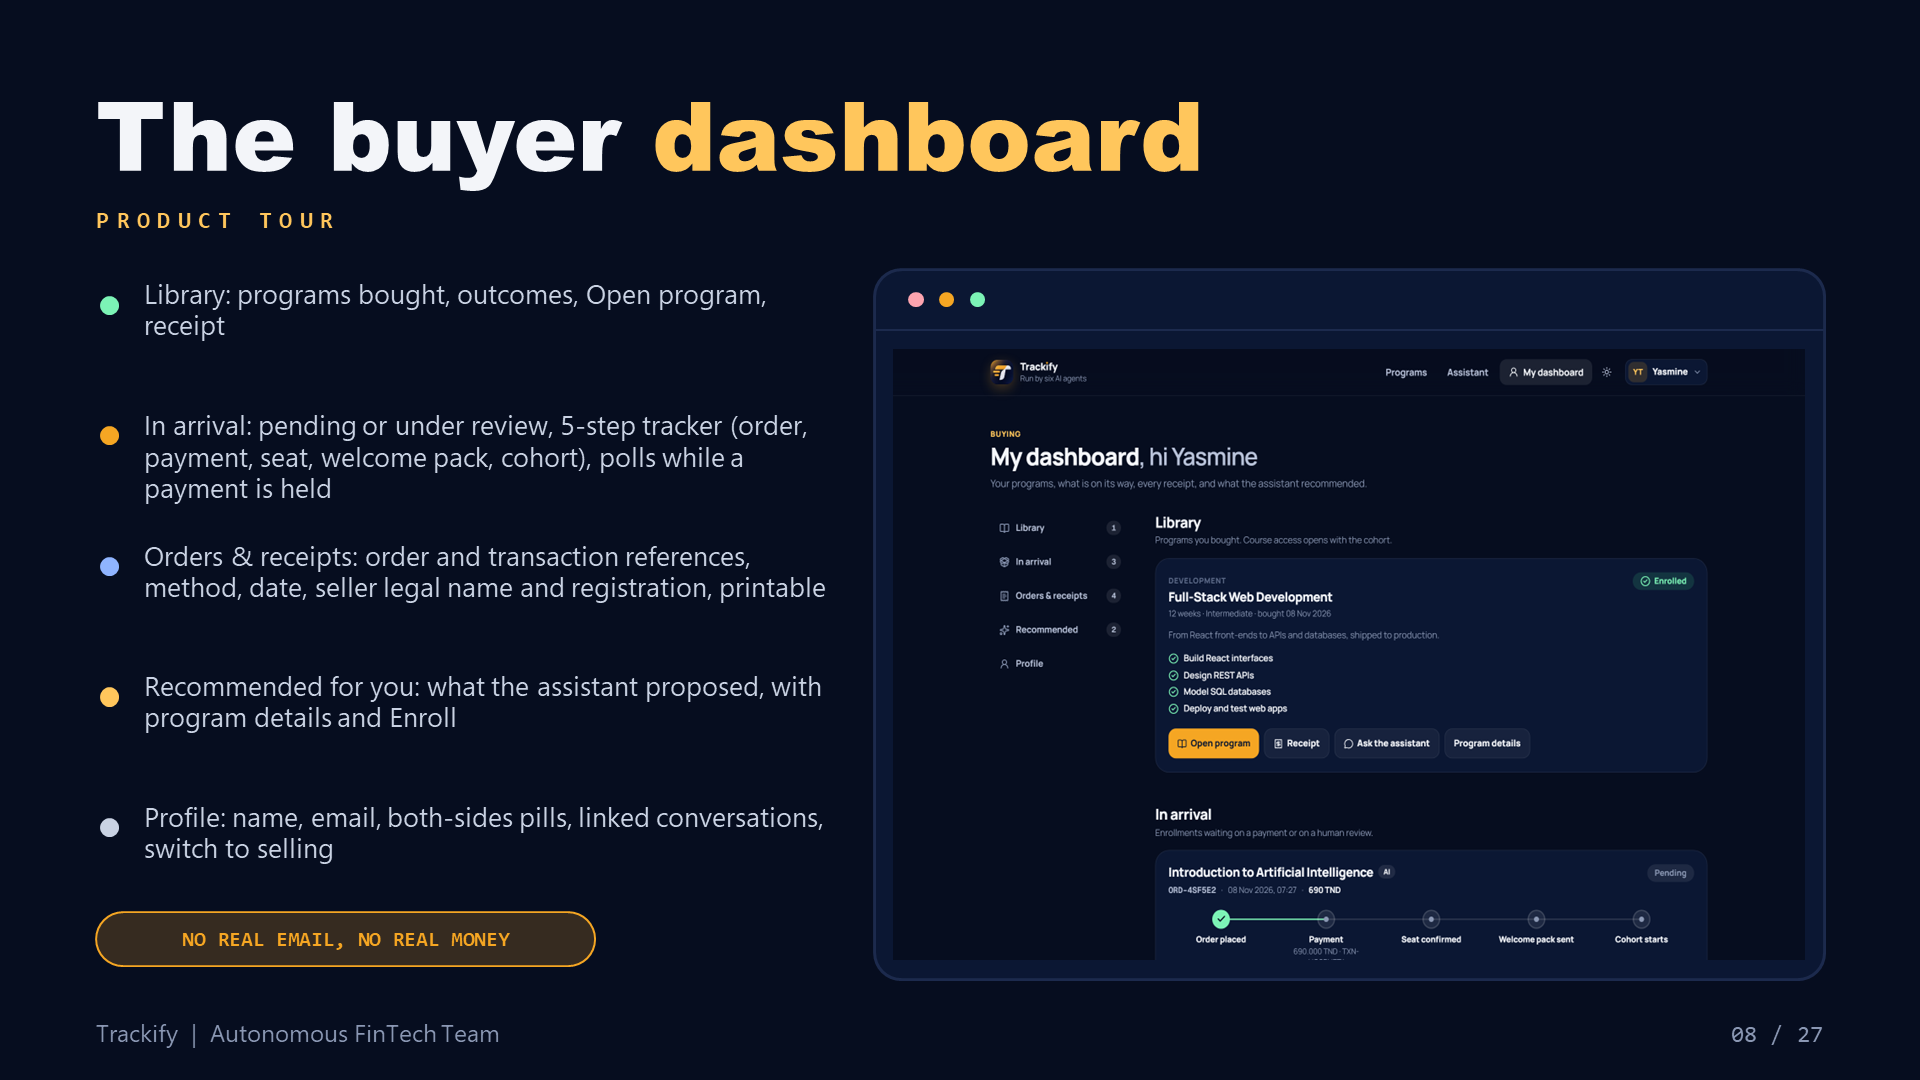 The buyer dashboard
PRODUCT TOUR
Library: programs bought, outcomes, Open program,
receipt
In arrival: pending or under review, 5-step tracker (order,
payment, seat, welcome pack, cohort), polls while a
payment is held
Orders & receipts: order and transaction references,
method, date, seller legal name and registration, printable
Recommended for you: what the assistant proposed, with
program details and Enroll
Profile: name, email, both-sides pills, linked conversations,
switch to selling
NO REAL EMAIL, NO REAL MONEY
Trackify
Run by six AI agents
Programs
Assistant
My dashboard
YT Yasmine
BUYING
My dashboard, hi Yasmine
Your programs, what is on its way, every receipt, and what the assistant recommended.
Library 1
In arrival 3
Orders & receipts 4
Recommended 2
Profile
Library
Programs you bought. Course access opens with the cohort.
DEVELOPMENT
Enrolled
Full-Stack Web Development
12 weeks · Intermediate · bought 08 Nov 2026
From React front-ends to APIs and databases, shipped to production.
Build React interfaces
Design REST APIs
Model SQL databases
Deploy and test web apps
Open program
Receipt
Ask the assistant
Program details
In arrival
Enrollments waiting on a payment or on a human review.
Introduction to Artificial Intelligence AI
Pending
ORD-4SF5E2 · 08 Nov 2026, 07:27 · 690 TND
Order placed
Payment
Seat confirmed
Welcome pack sent
Cohort starts
690.000 TND · TXN-
Trackify | Autonomous FinTech Team
08 / 27